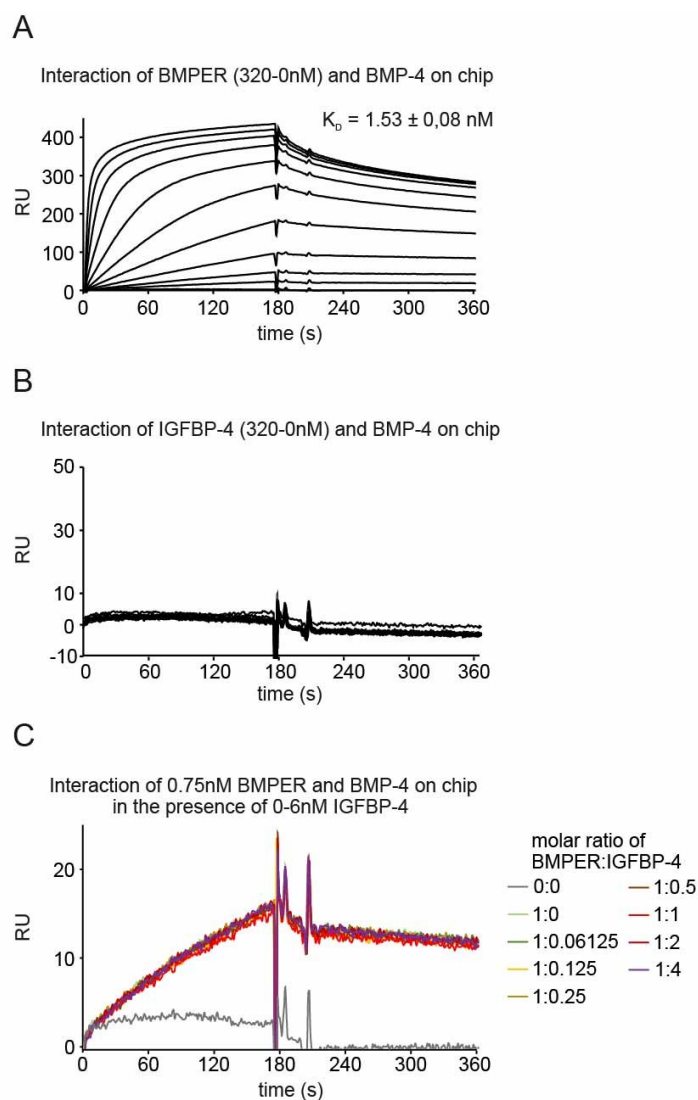 A
Interaction of BMPER (320-0nM) and BMP-4 on chip
K_D = 1.53 ± 0,08 nM
400
300
200
100
0
RU
0 60 120 180 240 300 360
time (s)
B
Interaction of IGFBP-4 (320-0nM) and BMP-4 on chip
50
30
10
0
-10
RU
0 60 120 180 240 300 360
time (s)
C
Interaction of 0.75nM BMPER and BMP-4 on chip
in the presence of 0-6nM IGFBP-4
20
10
0
RU
0 60 120 180 240 300 360
time (s)
molar ratio of
BMPER:IGFBP-4
0:0
1:0
1:0.06125
1:0.125
1:0.25
1:0.5
1:1
1:2
1:4